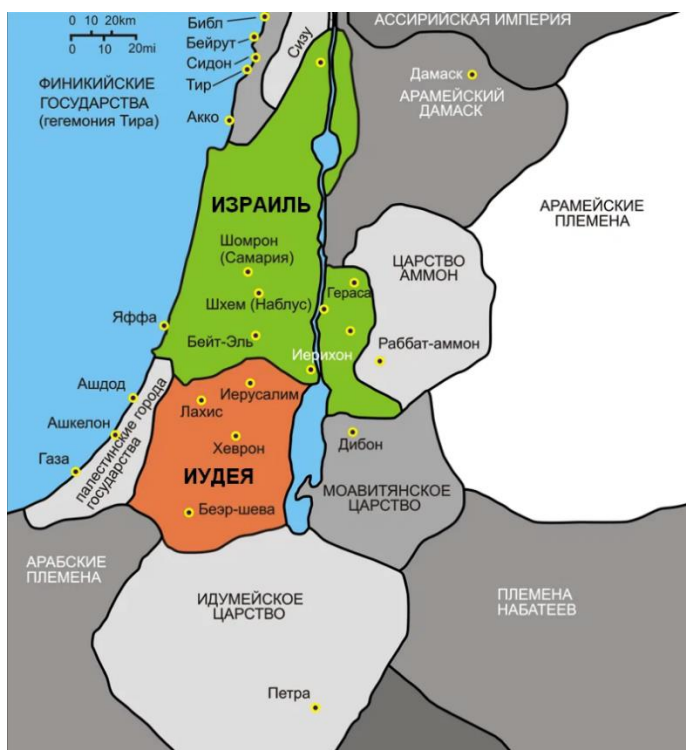 0 10 20km
0 10 20mi
ФИНИКИЙСКИЕ
ГОСУДАРСТВА
(гегемония Тира)
Библ
Бейрут
Сидон
Тир
Акко
Сизу
АССИРИЙСКАЯ ИМПЕРИЯ
Дамаск
АРАМЕЙСКИЙ
ДАМАСК
АРАМЕЙСКИЕ
ПЛЕМЕНА
ИЗРАИЛЬ
Шомрон
(Самария)
Шхем (Наблус)
Яффа
Бейт-Эль
Иерихон
Гераса
ЦАРСТВО
АММОН
Раббат-аммон
Ашдод
Ашкелон
Газа
палестинские города
государства
Иерусалим
Лахис
Хеврон
ИУДЕЯ
Беэр-шева
Дибон
МОАВИТЯНСКОЕ
ЦАРСТВО
АРАБСКИЕ
ПЛЕМЕНА
ИДУМЕЙСКОЕ
ЦАРСТВО
Петра
ПЛЕМЕНА
НАБАТЕЕВ